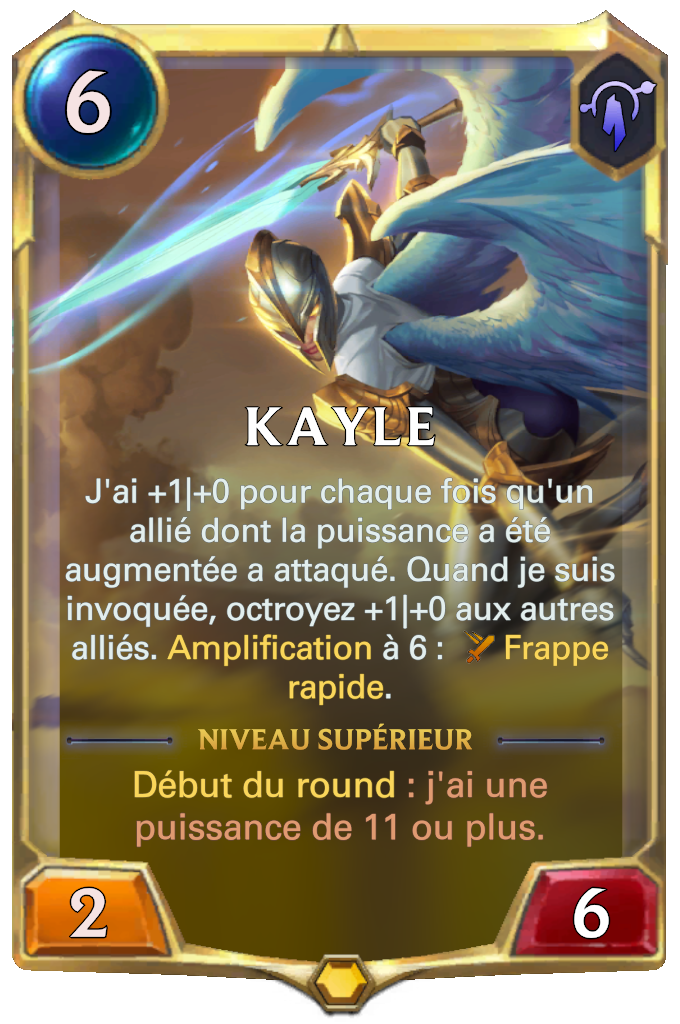 6
KAYLE
J'ai +1|+0 pour chaque fois qu'un
allié dont la puissance a été
augmentée a attaqué. Quand je suis
invoquée, octroyez +1|+0 aux autres
alliés. Amplification à 6 : Frappe
rapide.
NIVEAU SUPÉRIEUR
Début du round : j'ai une
puissance de 11 ou plus.
2
6